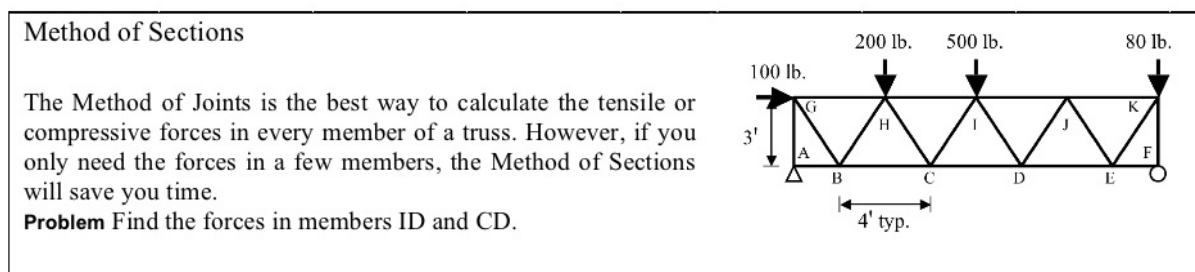 Method of Sections
The Method of Joints is the best way to calculate the tensile or
compressive forces in every member of a truss. However, if you
only need the forces in a few members, the Method of Sections
will save you time.
Problem Find the forces in members ID and CD.
200 lb. 500 lb. 80 lb.
100 lb.
G K
H I J
3'
A F
B C D E
4' typ.